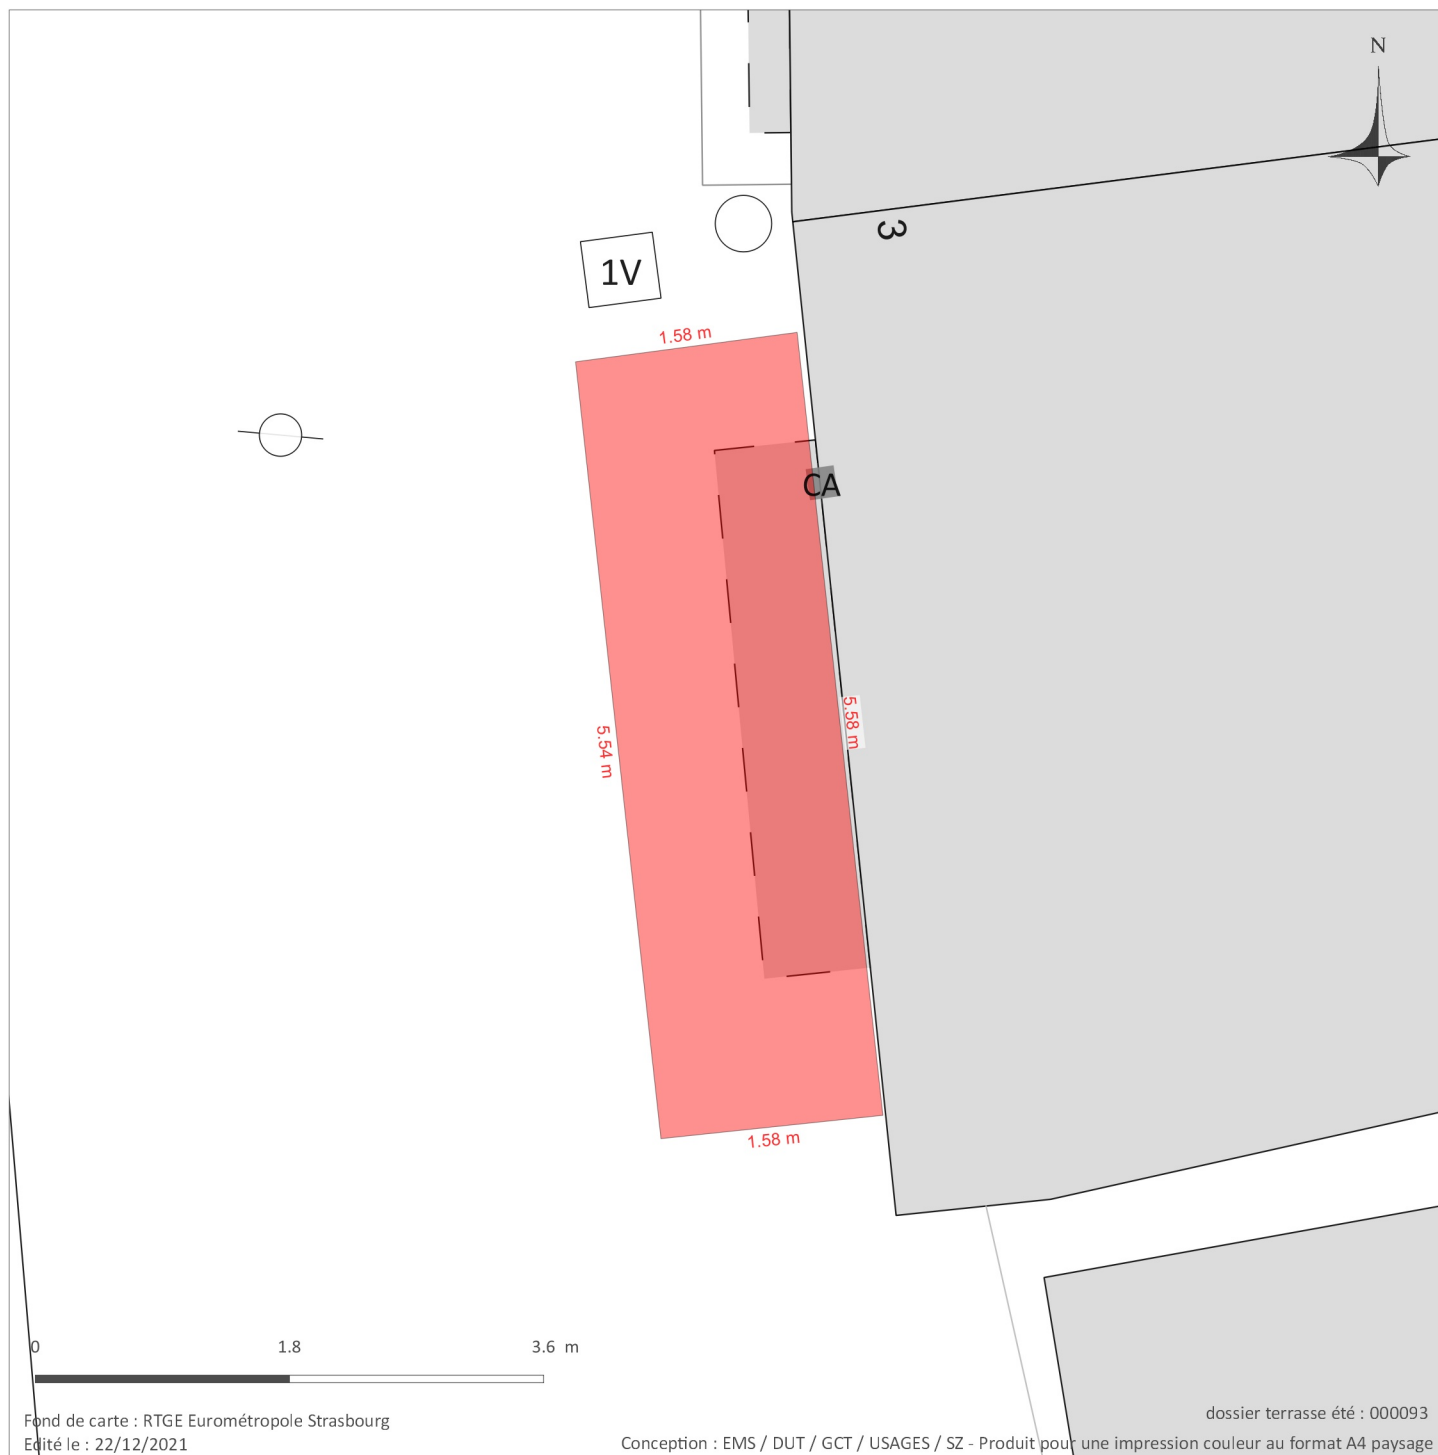 N
3
1V
1.58 m
CA
5.58 m
5.54 m
1.58 m
0 1.8 3.6 m
Fond de carte : RTGE Eurométropole Strasbourg
Edité le : 22/12/2021
dossier terrasse été : 000093
Conception : EMS / DUT / GCT / USAGES / SZ - Produit pour une impression couleur au format A4 paysage